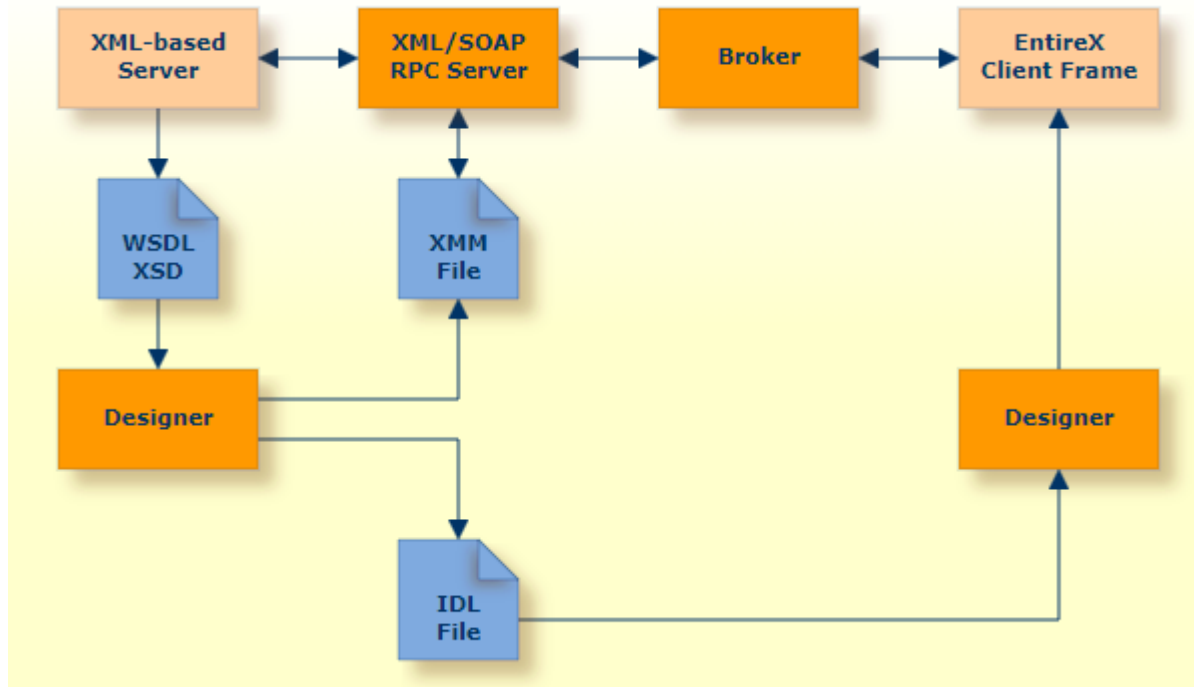 XML-based
Server
XML/SOAP
RPC Server
Broker
EntireX
Client Frame
WSDL
XSD
XMM
File
Designer
Designer
IDL
File